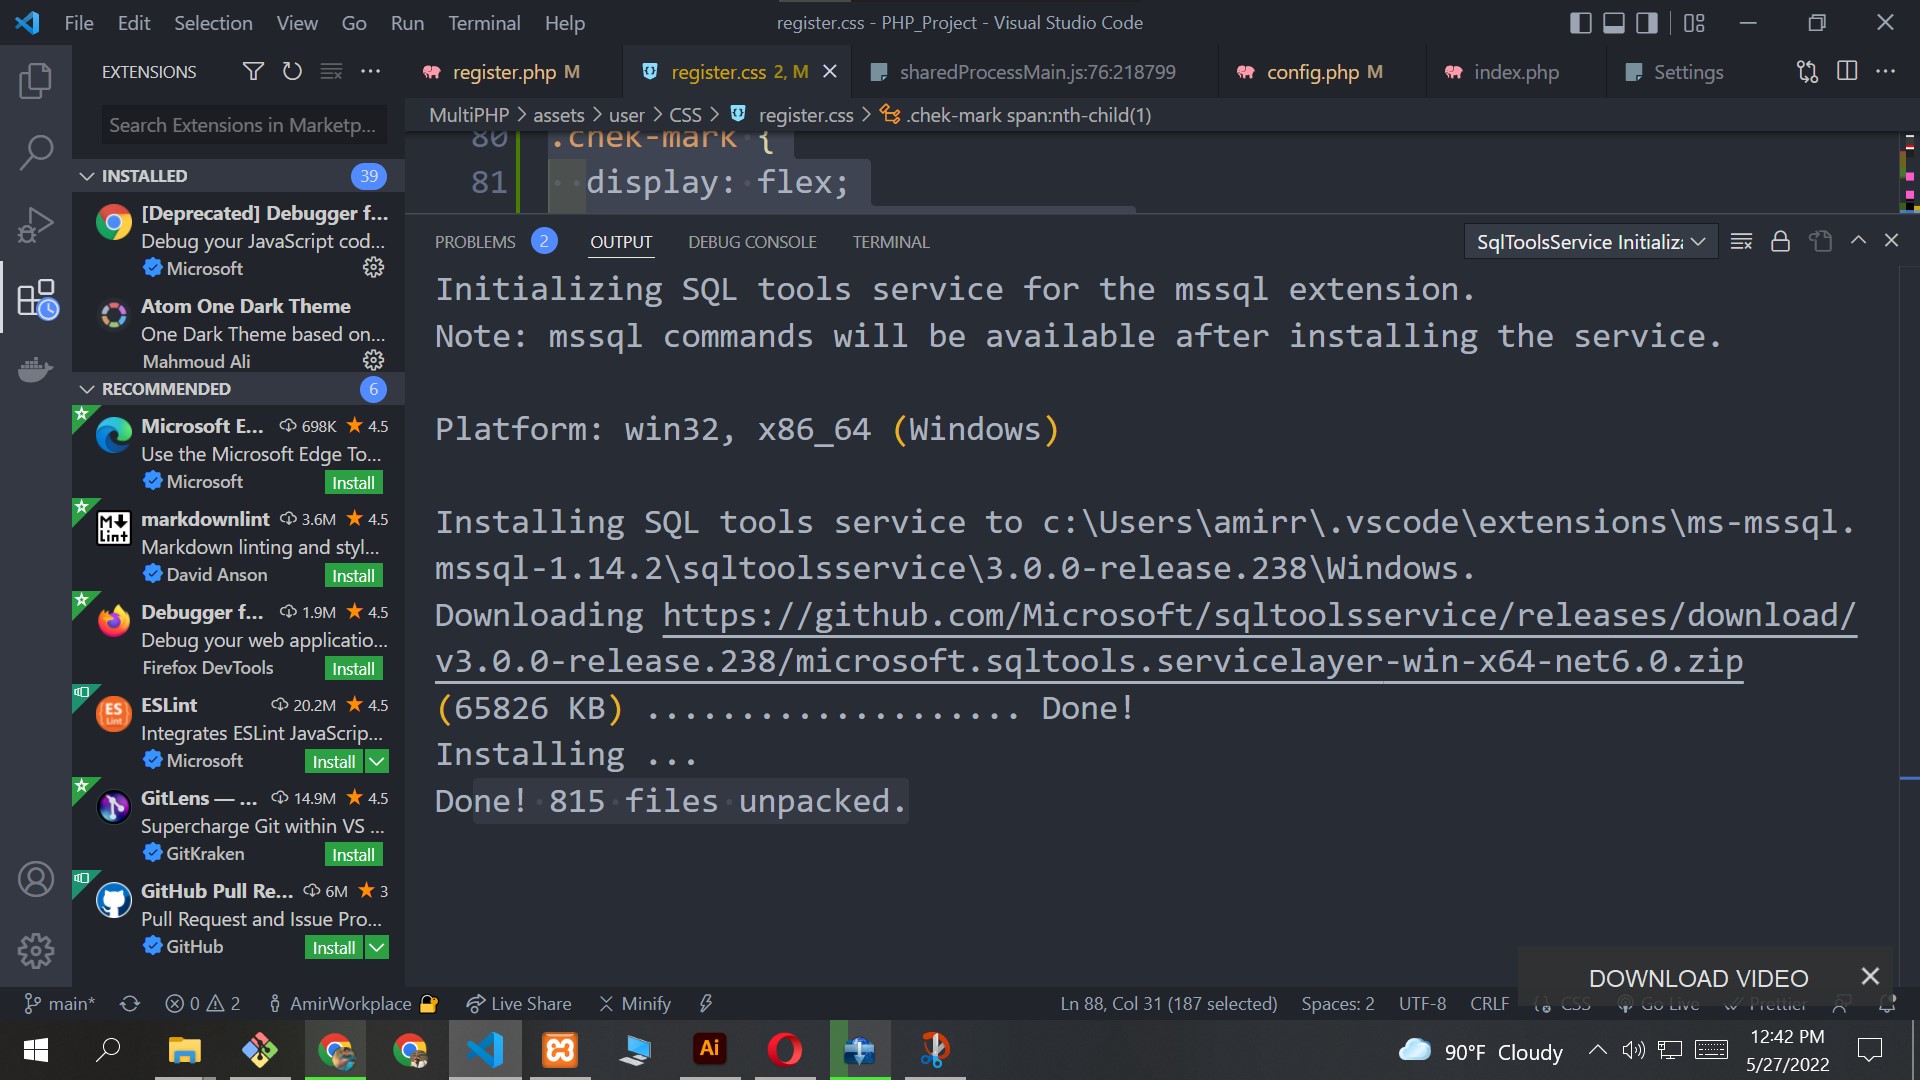 File Edit Selection View Go Run Terminal Help
register.css - PHP_Project - Visual Studio Code
EXTENSIONS
register.php M
register.css 2, M
sharedProcessMain.js:76:218799
config.php M
index.php
Settings
Search Extensions in Marketp...
MultiPHP > assets > user > CSS > register.css > .chek-mark span:nth-child(1)
80 .chek-mark {
81 display: flex;
INSTALLED 39
[Deprecated] Debugger f...
Debug your JavaScript cod...
Microsoft
Atom One Dark Theme
One Dark Theme based on...
Mahmoud Ali
RECOMMENDED 6
Microsoft E... 698K 4.5
Use the Microsoft Edge To...
Microsoft Install
markdownlint 3.6M 4.5
Markdown linting and styl...
David Anson Install
Debugger f... 1.9M 4.5
Debug your web applicatio...
Firefox DevTools Install
ESLint 20.2M 4.5
Integrates ESLint JavaScrip...
Microsoft Install
GitLens — ... 14.9M 4.5
Supercharge Git within VS ...
GitKraken Install
GitHub Pull Re... 6M 3
Pull Request and Issue Pro...
GitHub Install
PROBLEMS 2 OUTPUT DEBUG CONSOLE TERMINAL
SqlToolsService Initializa
Initializing SQL tools service for the mssql extension.
Note: mssql commands will be available after installing the service.
Platform: win32, x86_64 (Windows)
Installing SQL tools service to c:\Users\amirr\.vscode\extensions\ms-mssql.
mssql-1.14.2\sqltoolsservice\3.0.0-release.238\Windows.
Downloading https://github.com/Microsoft/sqltoolsservice/releases/download/
v3.0.0-release.238/microsoft.sqltools.servicelayer-win-x64-net6.0.zip
(65826 KB) .................... Done!
Installing ...
Done! 815 files unpacked.
DOWNLOAD VIDEO
main* 0 2 AmirWorkplace Live Share Minify
Ln 88, Col 31 (187 selected) Spaces: 2 UTF-8 CRLF CSS Go Live Prettier
90°F Cloudy
12:42 PM
5/27/2022